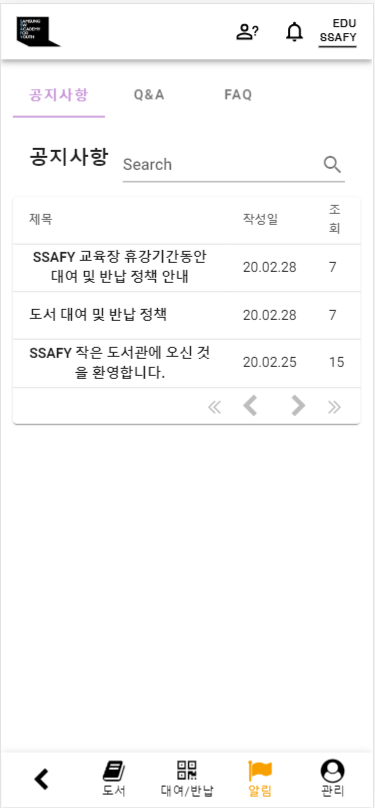 SAMSUNG
SW
ACADEMY
FOR
YOUTH
?
EDU
SSAFY
공지사항
Q&A
FAQ
공지사항
Search
제목
작성일
조
회
SSAFY 교육장 휴강기간동안
대여 및 반납 정책 안내
20.02.28
7
도서 대여 및 반납 정책
20.02.28
7
SSAFY 작은 도서관에 오신 것
을 환영합니다.
20.02.25
15
도서
대여/반납
알림
관리